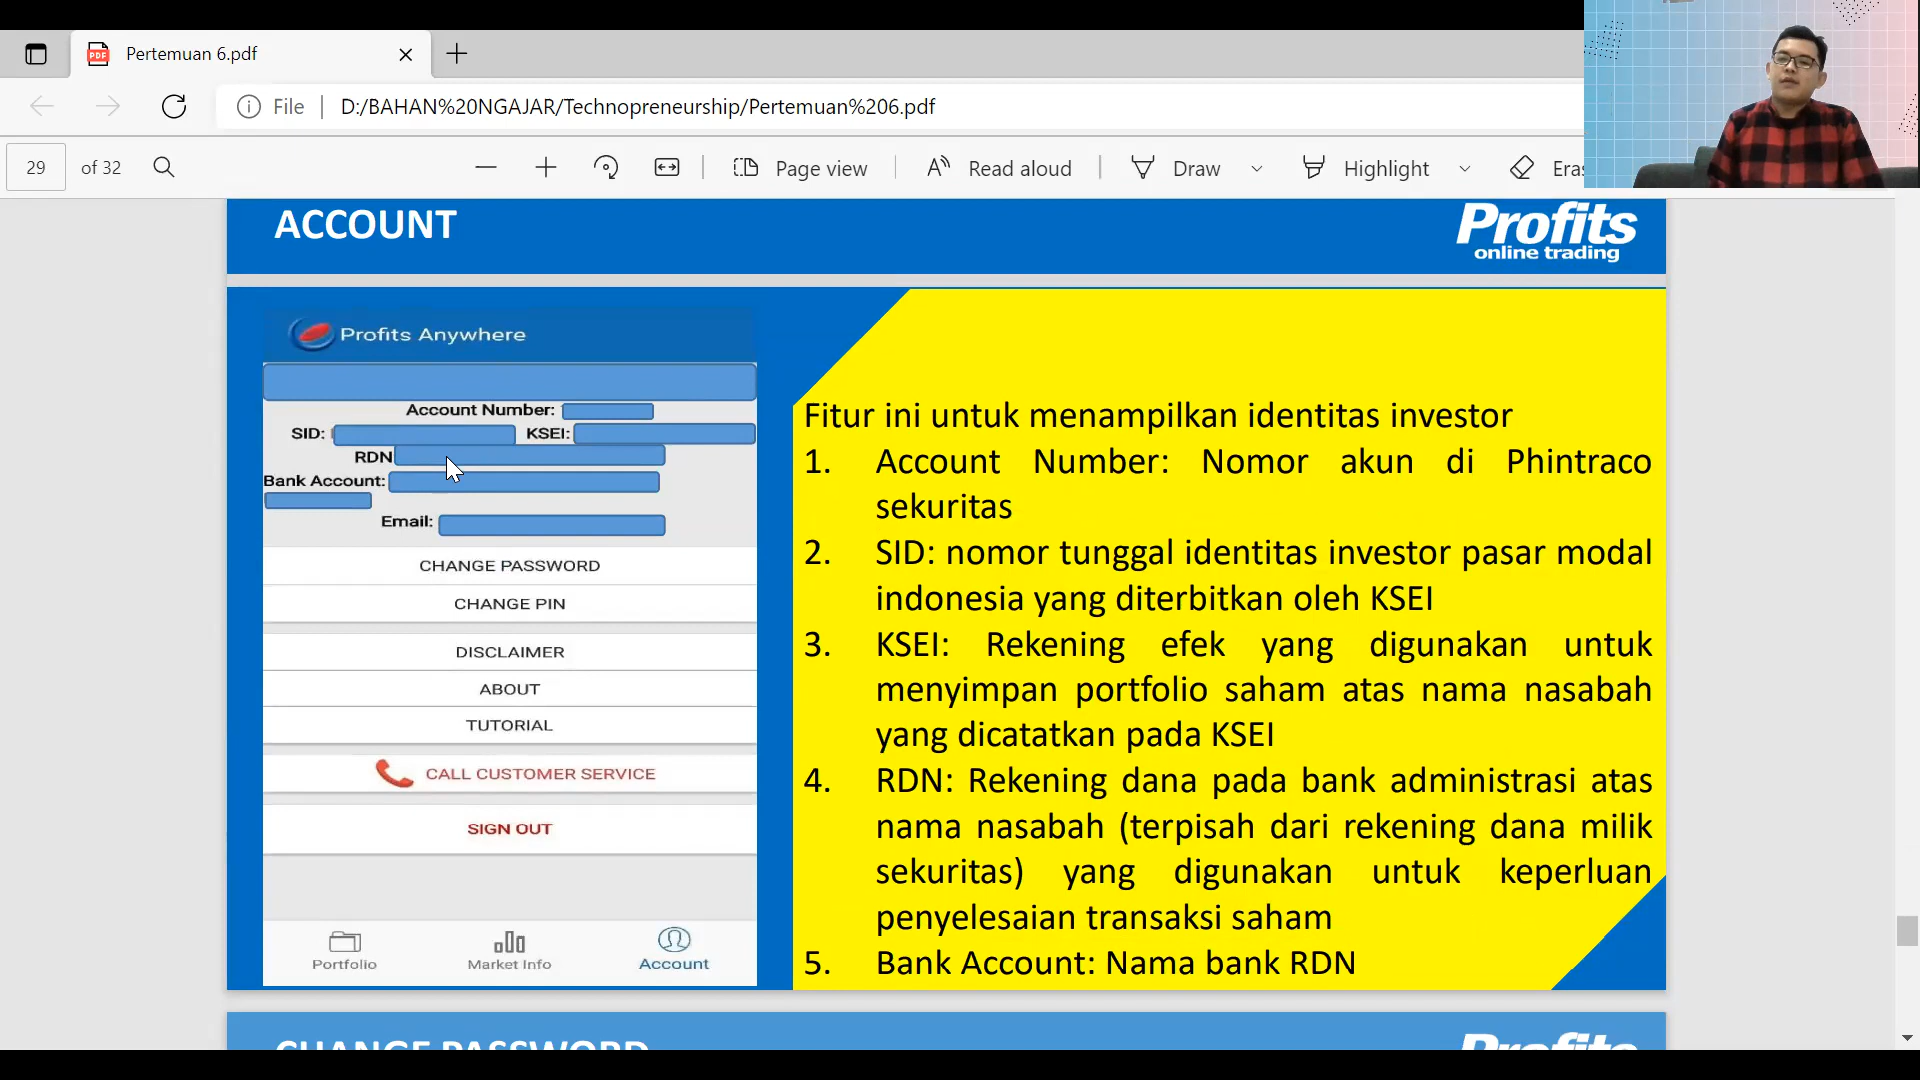 Pertemuan 6.pdf
File
D:/BAHAN%20NGAJAR/Technopreneurship/Pertemuan%206.pdf
29 of 32
Page view
Read aloud
Draw
Highlight
Eras
ACCOUNT
Profits
online trading
Profits Anywhere
Account Number:
SID:
KSEI:
RDN
Bank Account:
Email:
CHANGE PASSWORD
CHANGE PIN
DISCLAIMER
ABOUT
TUTORIAL
CALL CUSTOMER SERVICE
SIGN OUT
Portfolio
Market Info
Account
Fitur ini untuk menampilkan identitas investor
1. Account Number: Nomor akun di Phintraco
sekuritas
2. SID: nomor tunggal identitas investor pasar modal
indonesia yang diterbitkan oleh KSEI
3. KSEI: Rekening efek yang digunakan untuk
menyimpan portfolio saham atas nama nasabah
yang dicatatkan pada KSEI
4. RDN: Rekening dana pada bank administrasi atas
nama nasabah (terpisah dari rekening dana milik
sekuritas) yang digunakan untuk keperluan
penyelesaian transaksi saham
5. Bank Account: Nama bank RDN
CHANGE PASSWORD
Profits